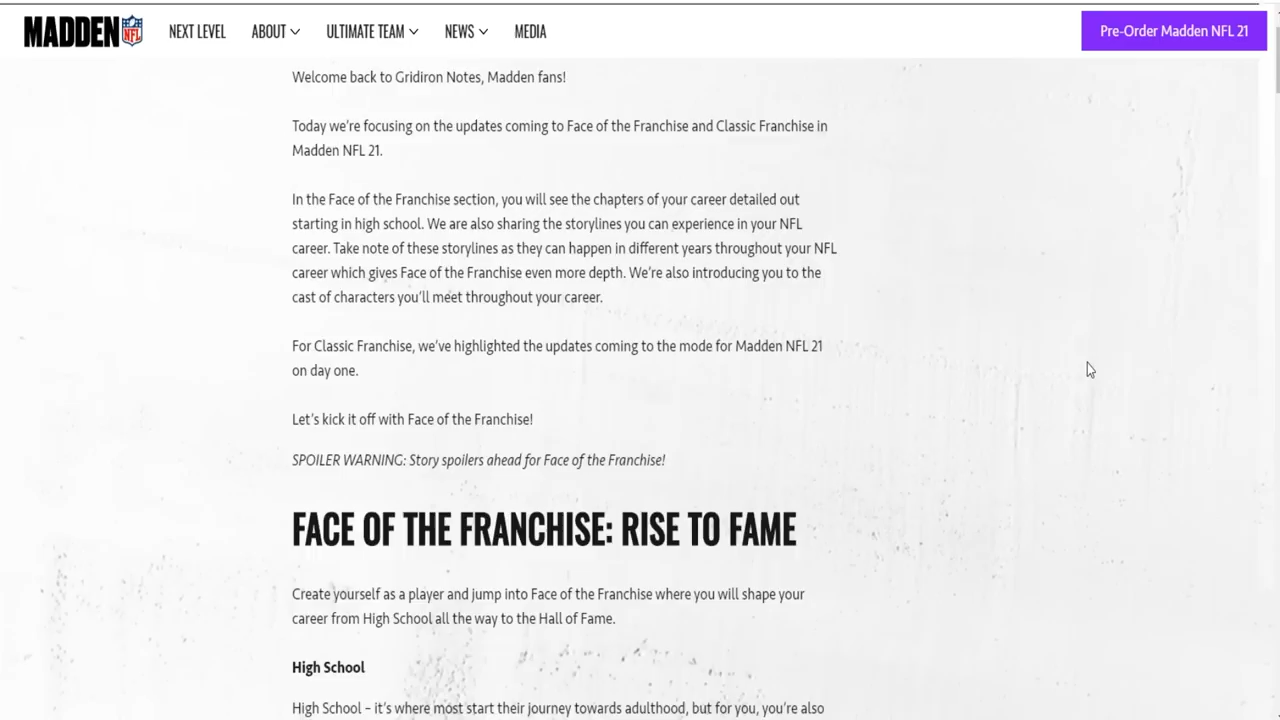 MADDEN NFL NEXT LEVEL ABOUT ULTIMATE TEAM NEWS MEDIA Pre-Order Madden NFL 21
Welcome back to Gridiron Notes, Madden fans!
Today we're focusing on the updates coming to Face of the Franchise and Classic Franchise in
Madden NFL 21.
In the Face of the Franchise section, you will see the chapters of your career detailed out
starting in high school. We are also sharing the storylines you can experience in your NFL
career. Take note of these storylines as they can happen in different years throughout your NFL
career which gives Face of the Franchise even more depth. We're also introducing you to the
cast of characters you'll meet throughout your career.
For Classic Franchise, we've highlighted the updates coming to the mode for Madden NFL 21
on day one.
Let's kick it off with Face of the Franchise!
SPOILER WARNING: Story spoilers ahead for Face of the Franchise!
FACE OF THE FRANCHISE: RISE TO FAME
Create yourself as a player and jump into Face of the Franchise where you will shape your
career from High School all the way to the Hall of Fame.
High School
High School – it's where most start their journey towards adulthood, but for you, you're also